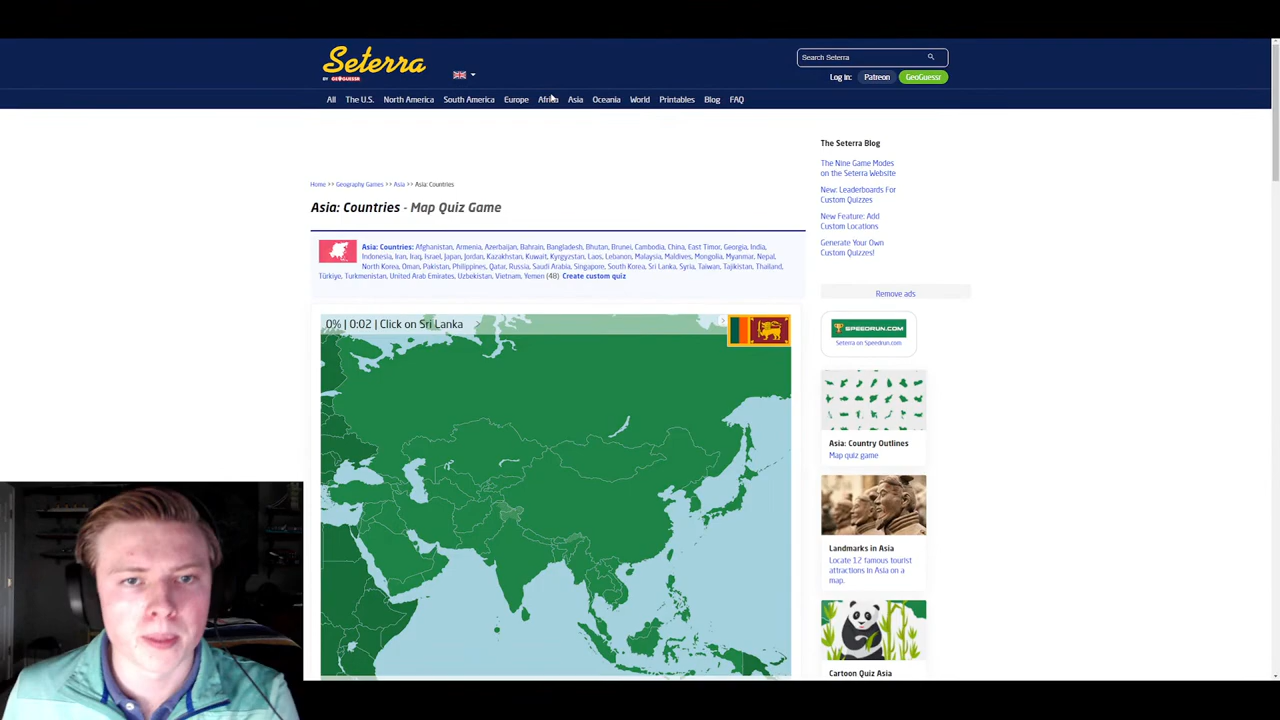 Seterra
BY GEOGUESSR
Search Seterra
Log in: Patreon GeoGuessr
All The U.S. North America South America Europe Africa Asia Oceania World Printables Blog FAQ
Home >> Geography Games >> Asia >> Asia: Countries
Asia: Countries - Map Quiz Game
Asia: Countries: Afghanistan, Armenia, Azerbaijan, Bahrain, Bangladesh, Bhutan, Brunei, Cambodia, China, East Timor, Georgia, India,
Indonesia, Iran, Iraq, Israel, Japan, Jordan, Kazakhstan, Kuwait, Kyrgyzstan, Laos, Lebanon, Malaysia, Maldives, Mongolia, Myanmar, Nepal,
North Korea, Oman, Pakistan, Philippines, Qatar, Russia, Saudi Arabia, Singapore, South Korea, Sri Lanka, Syria, Taiwan, Tajikistan, Thailand,
Türkiye, Turkmenistan, United Arab Emirates, Uzbekistan, Vietnam, Yemen (48) Create custom quiz
0% | 0:02 | Click on Sri Lanka
The Seterra Blog
The Nine Game Modes
on the Seterra Website
New: Leaderboards For
Custom Quizzes
New Feature: Add
Custom Locations
Generate Your Own
Custom Quizzes!
Remove ads
SPEEDRUN.COM
Seterra on Speedrun.com
Asia: Country Outlines
Map quiz game
Landmarks in Asia
Locate 12 famous tourist
attractions in Asia on a
map.
Cartoon Quiz Asia